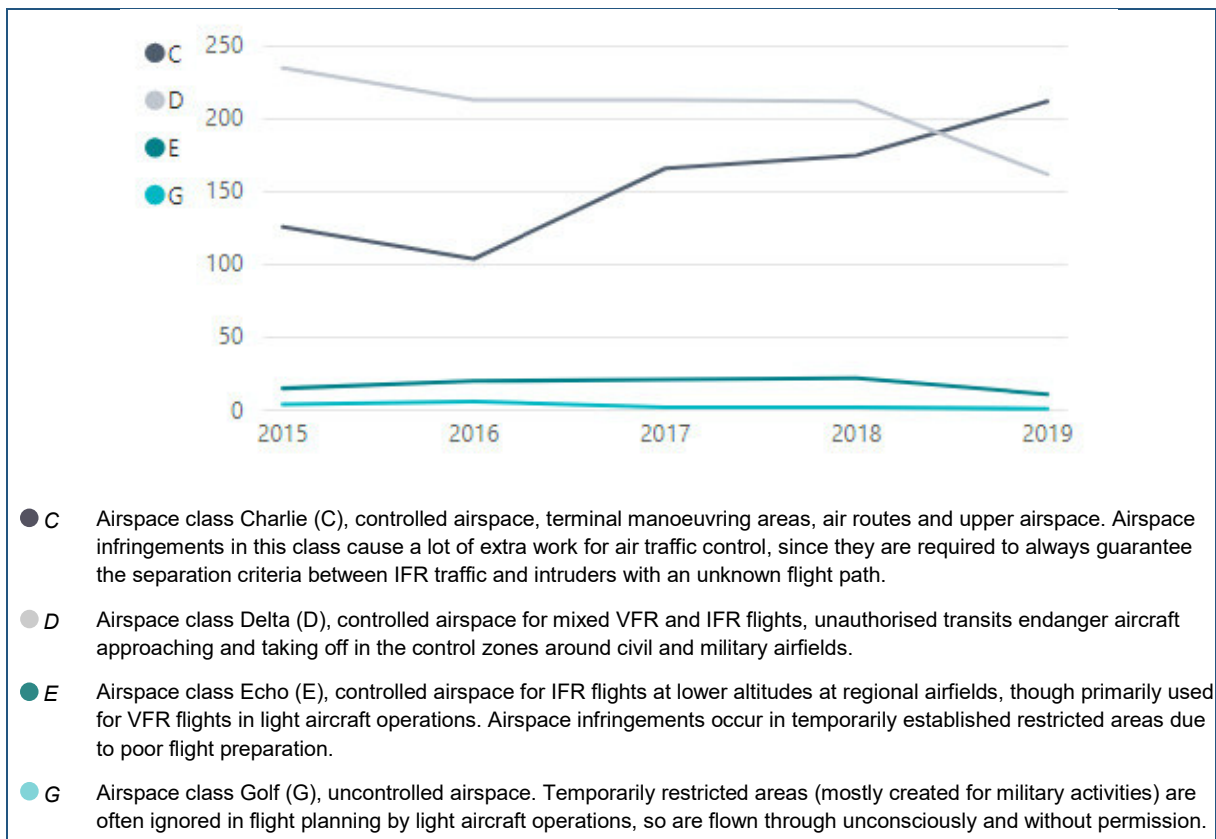 C
D
E
G
250
200
150
100
50
0
2015 2016 2017 2018 2019
C Airspace class Charlie (C), controlled airspace, terminal manoeuvring areas, air routes and upper airspace. Airspace
infringements in this class cause a lot of extra work for air traffic control, since they are required to always guarantee
the separation criteria between IFR traffic and intruders with an unknown flight path.
D Airspace class Delta (D), controlled airspace for mixed VFR and IFR flights, unauthorised transits endanger aircraft
approaching and taking off in the control zones around civil and military airfields.
E Airspace class Echo (E), controlled airspace for IFR flights at lower altitudes at regional airfields, though primarily used
for VFR flights in light aircraft operations. Airspace infringements occur in temporarily established restricted areas due
to poor flight preparation.
G Airspace class Golf (G), uncontrolled airspace. Temporarily restricted areas (mostly created for military activities) are
often ignored in flight planning by light aircraft operations, so are flown through unconsciously and without permission.